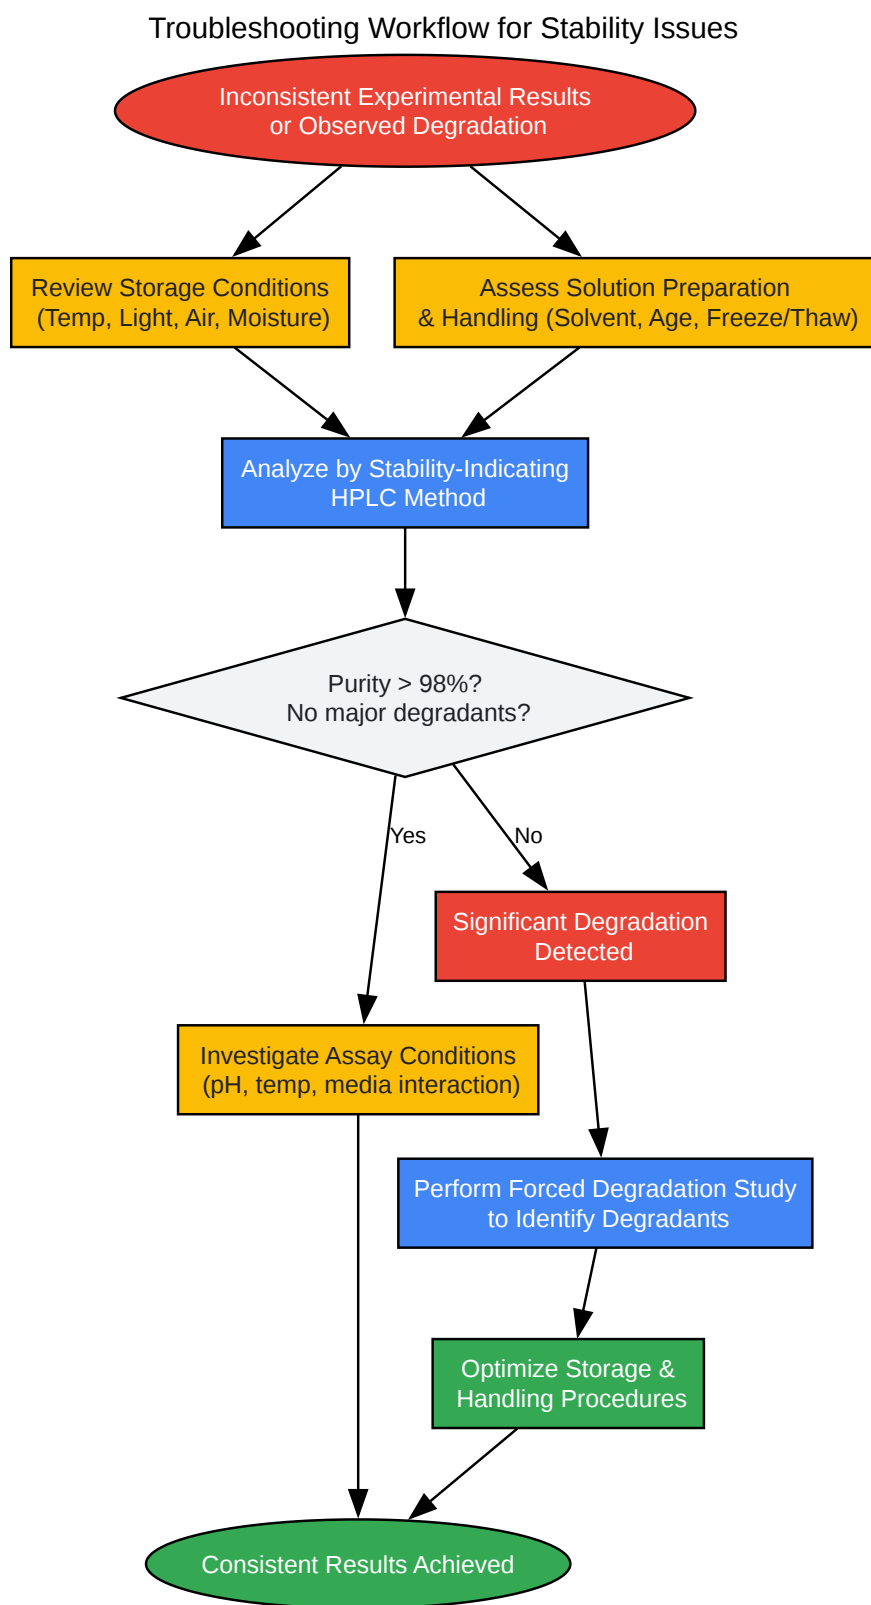 Troubleshooting Workflow for Stability Issues
Inconsistent Experimental Results
or Observed Degradation
Review Storage Conditions
(Temp, Light, Air, Moisture)
Assess Solution Preparation
& Handling (Solvent, Age, Freeze/Thaw)
Analyze by Stability-Indicating
HPLC Method
Purity > 98%?
No major degradants?
Yes
No
Significant Degradation
Detected
Investigate Assay Conditions
(pH, temp, media interaction)
Perform Forced Degradation Study
to Identify Degradants
Optimize Storage &
Handling Procedures
Consistent Results Achieved